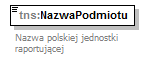 tns:NazwaPodmiotu
Nazwa polskiej jednostki
raportującej